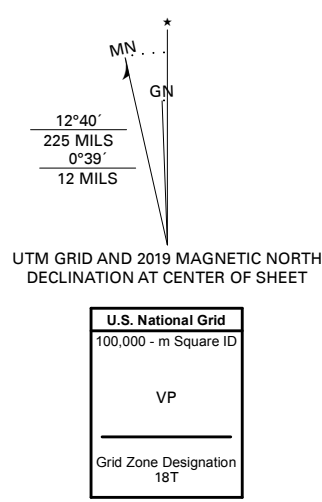 ★
MN
GN
12°40´
225 MILS
0°39´
12 MILS
UTM GRID AND 2019 MAGNETIC NORTH
DECLINATION AT CENTER OF SHEET
U.S. National Grid
100,000 - m Square ID
VP
Grid Zone Designation
18T